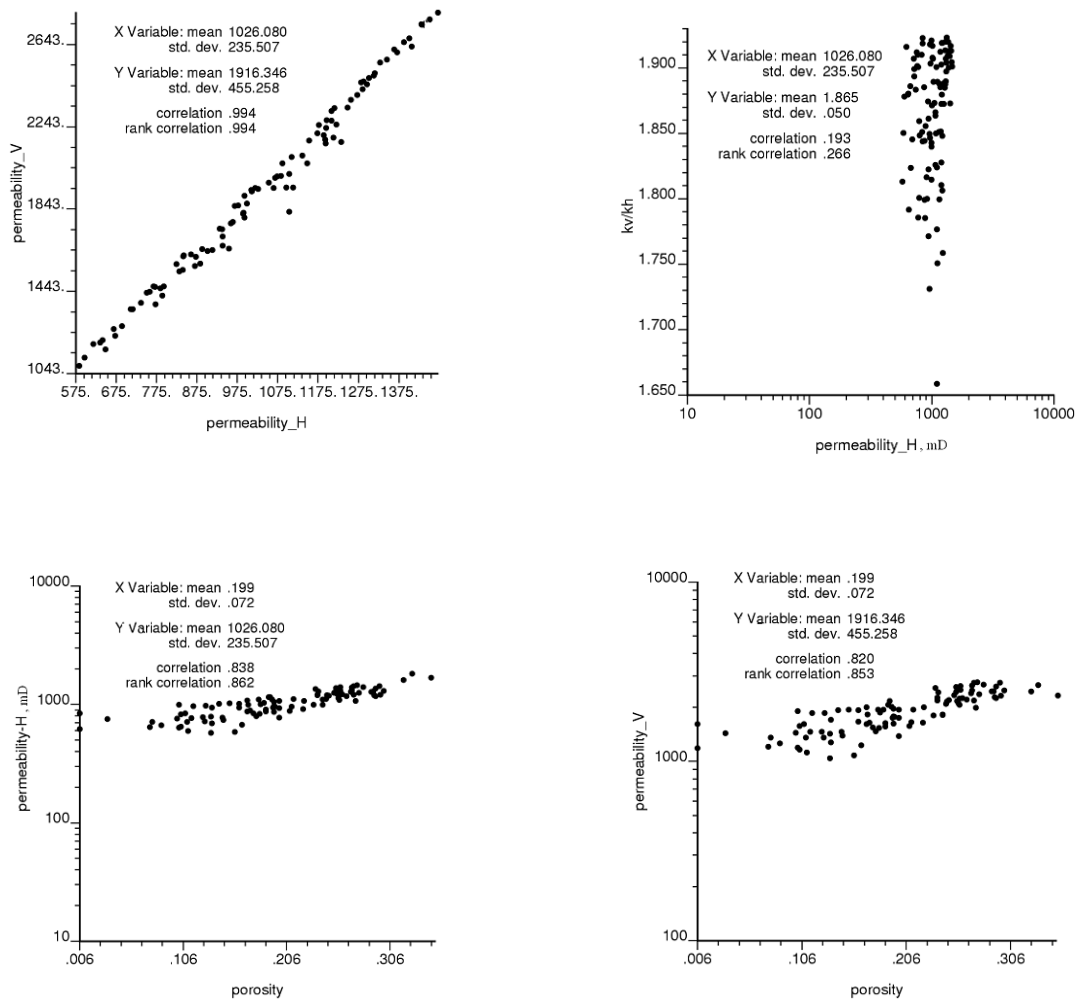 X Variable: mean 1026.080
std. dev. 235.507
Y Variable: mean 1916.346
std. dev. 455.258
correlation .994
rank correlation .994
2643.
2243.
1843.
1443.
1043.
permeability_V
575. 675. 775. 875. 975. 1075. 1175. 1275. 1375.
permeability_H
X Variable: mean 1026.080
std. dev. 235.507
Y Variable: mean 1.865
std. dev. .050
correlation .193
rank correlation .266
1.900
1.850
1.800
1.750
1.700
1.650
kv/kh
10 100 1000 10000
permeability_H, mD
X Variable: mean .199
std. dev. .072
Y Variable: mean 1026.080
std. dev. 235.507
correlation .838
rank correlation .862
10000
1000
100
10
permeability-H, mD
.006 .106 .206 .306
porosity
X Variable: mean .199
std. dev. .072
Y Variable: mean 1916.346
std. dev. 455.258
correlation .820
rank correlation .853
10000
1000
100
permeability_V
.006 .106 .206 .306
porosity